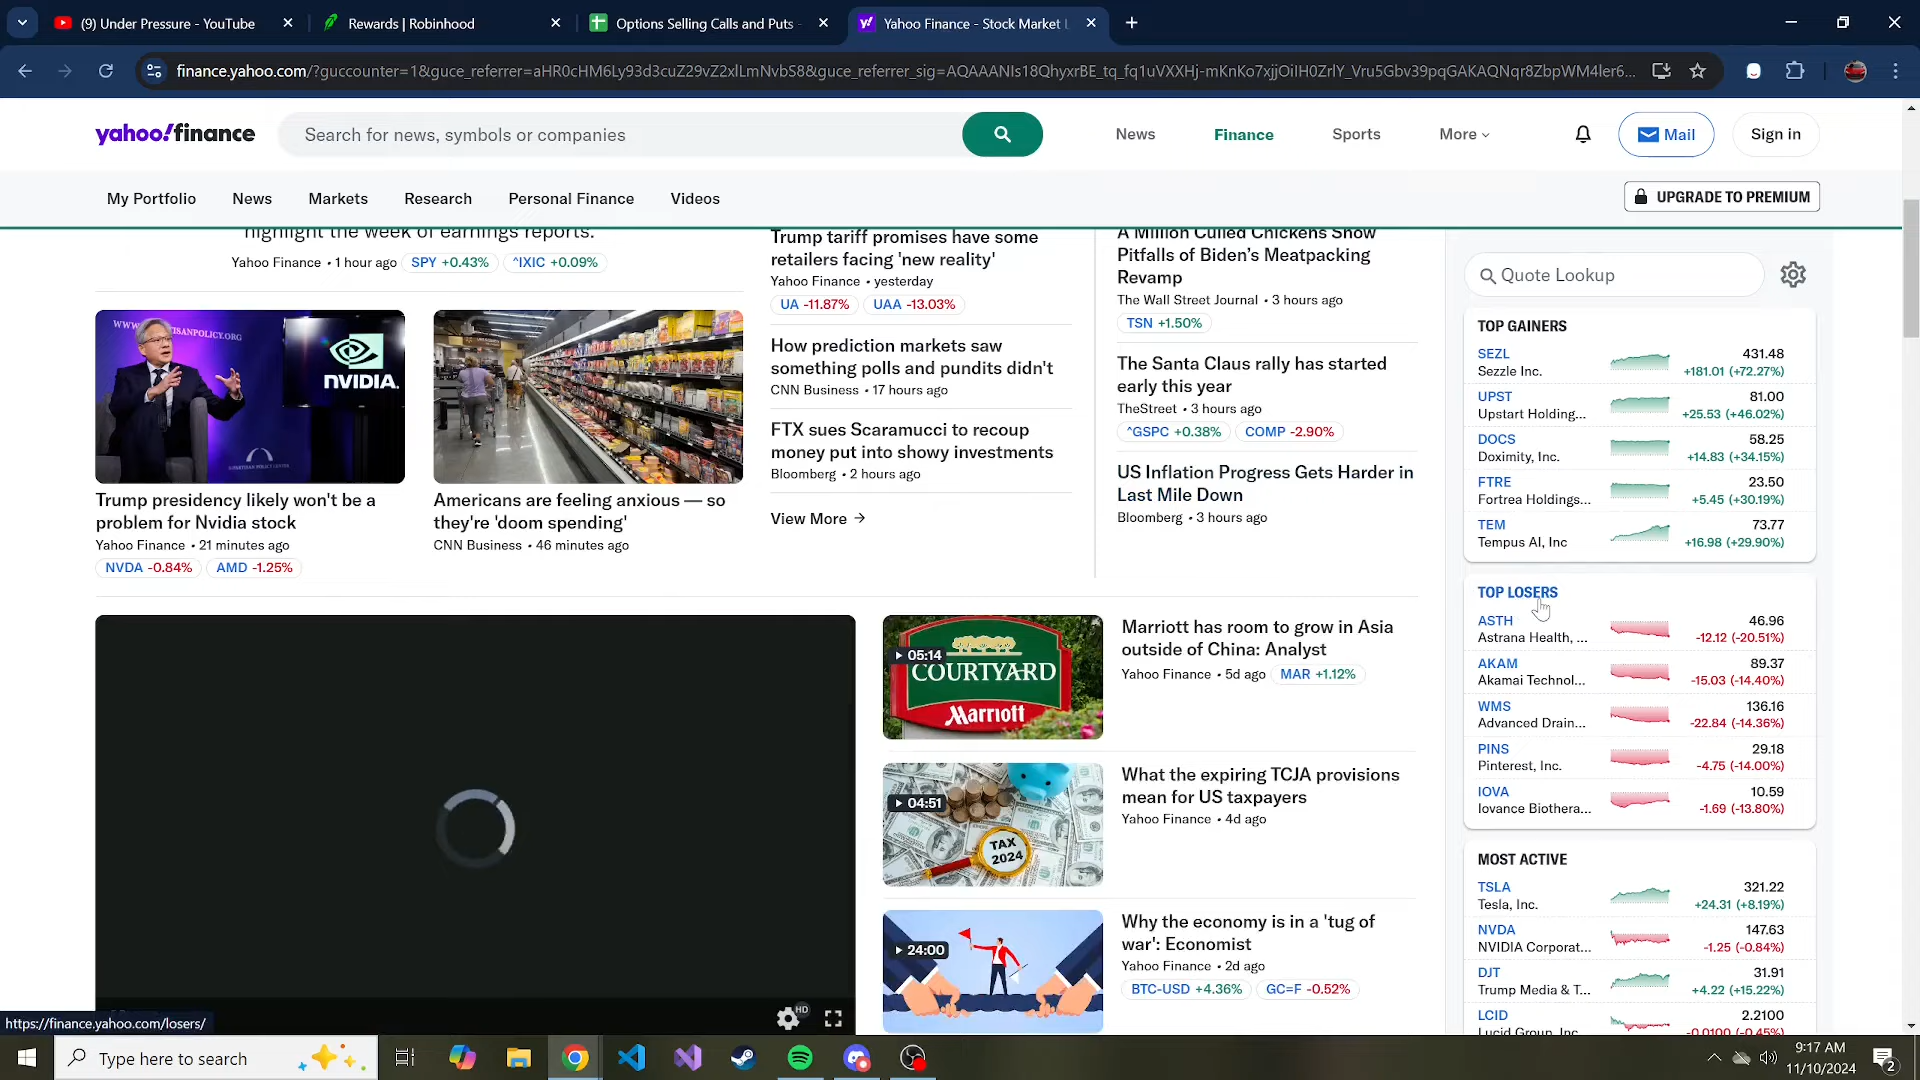 (9) Under Pressure - YouTube
Rewards | Robinhood
Options Selling Calls and Puts -
Yahoo Finance - Stock Market L
finance.yahoo.com/?guccounter=1&guce_referrer=
yahoo!finance
Search for news, symbols or companies
News
Finance
Sports
More
Mail
Sign in
My Portfolio
News
Markets
Research
Personal Finance
Videos
UPGRADE TO PREMIUM
highlight the week of earnings reports.
Yahoo Finance • 1 hour ago SPY +0.43% ^IXIC +0.09%
WWW.
TISANPOLICY.ORG
NVIDIA.
BIPARTISAN POLICY CENTER
Trump presidency likely won't be a
problem for Nvidia stock
Yahoo Finance • 21 minutes ago
NVDA -0.84% AMD -1.25%
Americans are feeling anxious — so
they're 'doom spending'
CNN Business • 46 minutes ago
Trump tariff promises have some
retailers facing 'new reality'
Yahoo Finance • yesterday
UA -11.87% UAA -13.03%
How prediction markets saw
something polls and pundits didn't
CNN Business • 17 hours ago
FTX sues Scaramucci to recoup
money put into showy investments
Bloomberg • 2 hours ago
View More →
A Million Culled Chickens Show
Pitfalls of Biden's Meatpacking
Revamp
The Wall Street Journal • 3 hours ago
TSN +1.50%
The Santa Claus rally has started
early this year
TheStreet • 3 hours ago
^GSPC +0.38% COMP -2.90%
US Inflation Progress Gets Harder in
Last Mile Down
Bloomberg • 3 hours ago
HD
05:14
COURTYARD
Marriott
Marriott has room to grow in Asia
outside of China: Analyst
Yahoo Finance • 5d ago MAR +1.12%
04:51
TAX
2024
What the expiring TCJA provisions
mean for US taxpayers
Yahoo Finance • 4d ago
24:00
Why the economy is in a 'tug of
war': Economist
Yahoo Finance • 2d ago
BTC-USD +4.36% GC=F -0.52%
Quote Lookup
TOP GAINERS
SEZL 431.48
Sezzle Inc. +181.01 (+72.27%)
UPST 81.00
Upstart Holding... +25.53 (+46.02%)
DOCS 58.25
Doximity, Inc. +14.83 (+34.15%)
FTRE 23.50
Fortrea Holdings... +5.45 (+30.19%)
TEM 73.77
Tempus AI, Inc +16.98 (+29.90%)
TOP LOSERS
ASTH 46.96
Astrana Health, ... -12.12 (-20.51%)
AKAM 89.37
Akamai Technol... -15.03 (-14.40%)
WMS 136.16
Advanced Drain... -22.84 (-14.36%)
PINS 29.18
Pinterest, Inc. -4.75 (-14.00%)
IOVA 10.59
Iovance Biothera... -1.69 (-13.80%)
MOST ACTIVE
TSLA 321.22
Tesla, Inc. +24.31 (+8.19%)
NVDA 147.63
NVIDIA Corporat... -1.25 (-0.84%)
DJT 31.91
Trump Media & T... +4.22 (+15.22%)
LCID 2.2100
Lucid Group, Inc. -0.0100 (-0.45%)
https://finance.yahoo.com/losers/
Type here to search
9:17 AM
11/10/2024
2